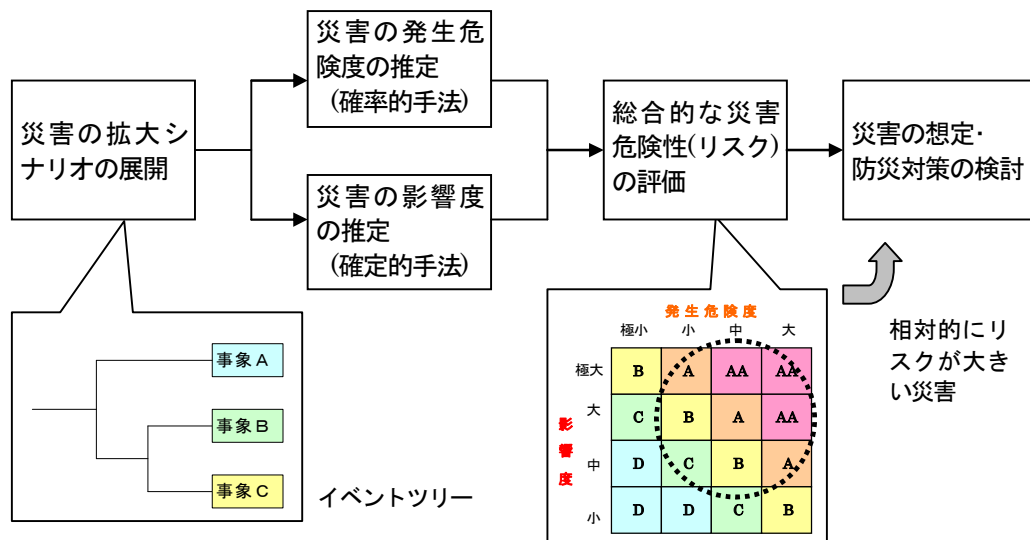 災害の拡大シ
ナリオの展開
災害の発生危
険度の推定
(確率的手法)
災害の影響度
の推定
(確定的手法)
総合的な災害
危険性(リスク)
の評価
災害の想定･
防災対策の検討
事象A
事象B
事象C
イベントツリー
発生危険度
極小 小 中 大
影響度
極大 B A AA AA
大 C B A AA
中 D C B A
小 D D C B
相対的にリ
スクが大き
い災害